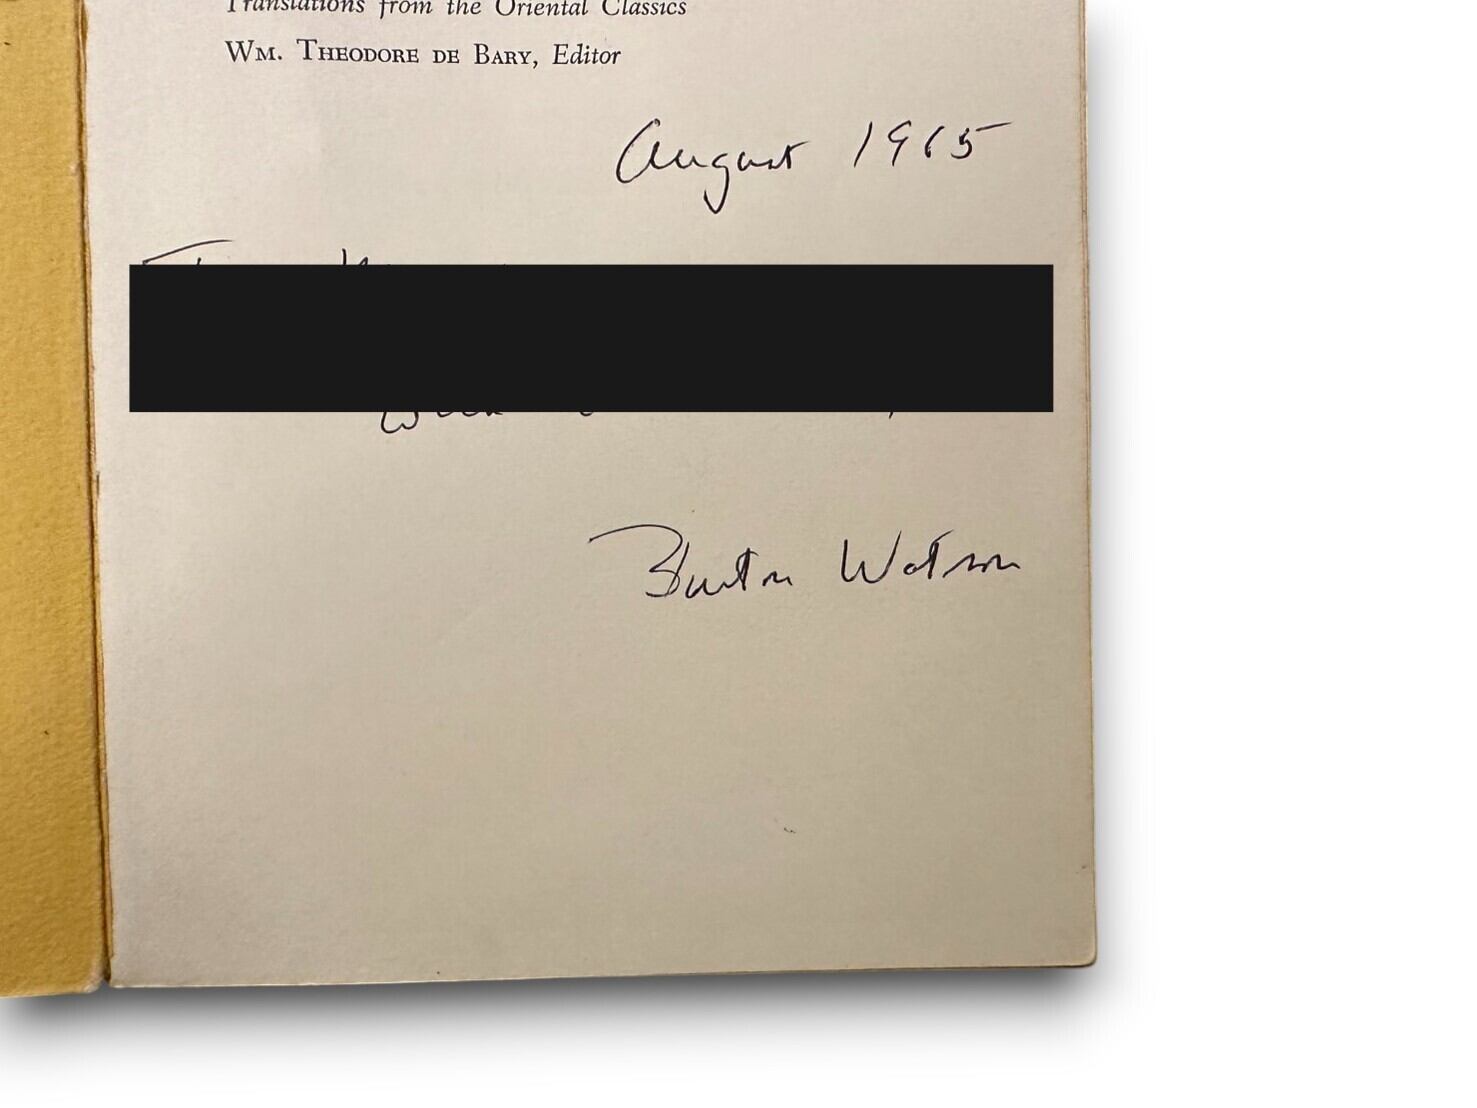 Translations from the Oriental Classics
WM. THEODORE DE BARY, Editor
August 1965
Burton Watson